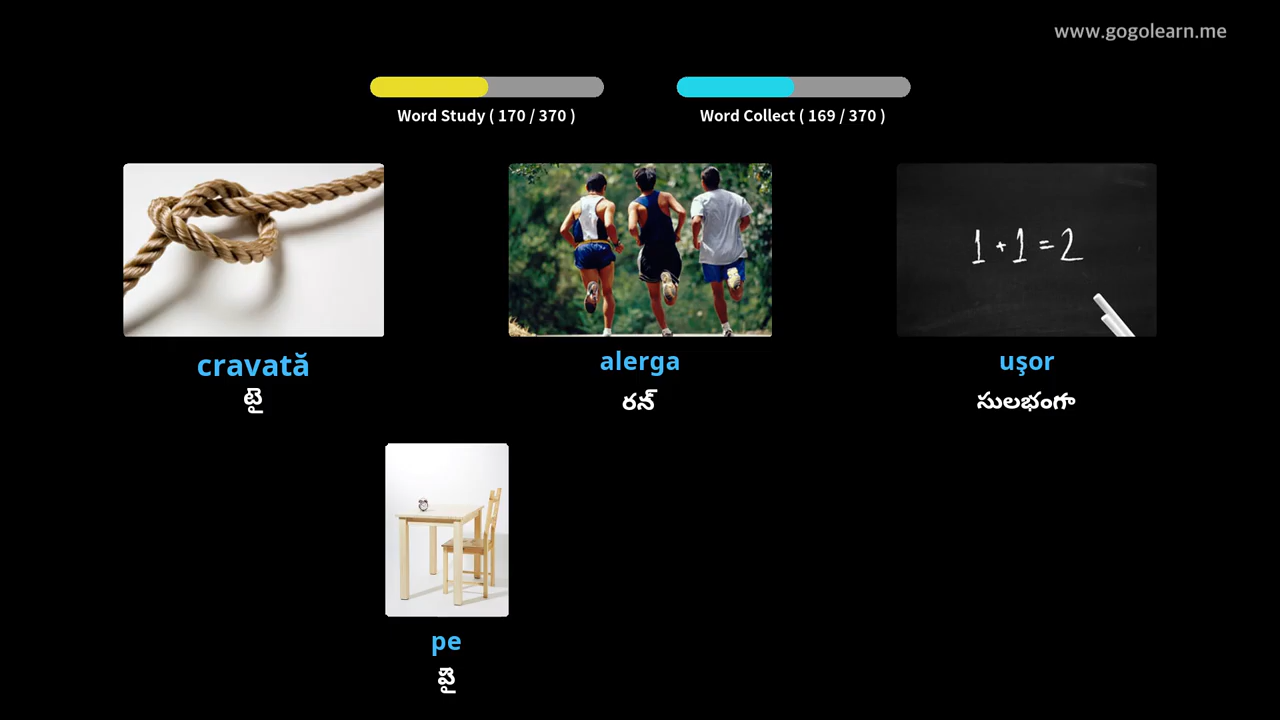 www.gogolearn.me
Word Study ( 170 / 370 )
Word Collect ( 169 / 370 )
1 + 1 = 2
cravată
టై
alerga
రన్
uşor
సులభంగా
pe
పై